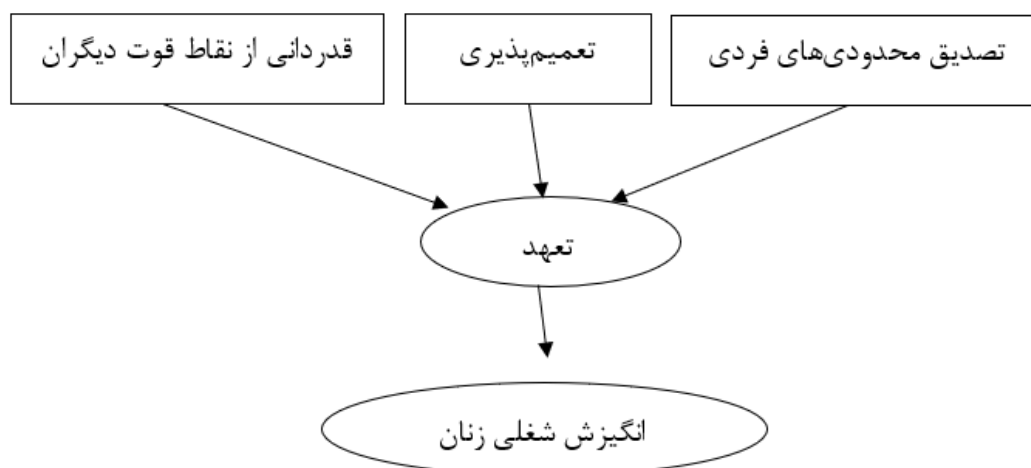 تصدیق محدودی‌های فردی
تعمیم‌پذیری
قدردانی از نقاط قوت دیگران
تعهد
انگیزش شغلی زنان